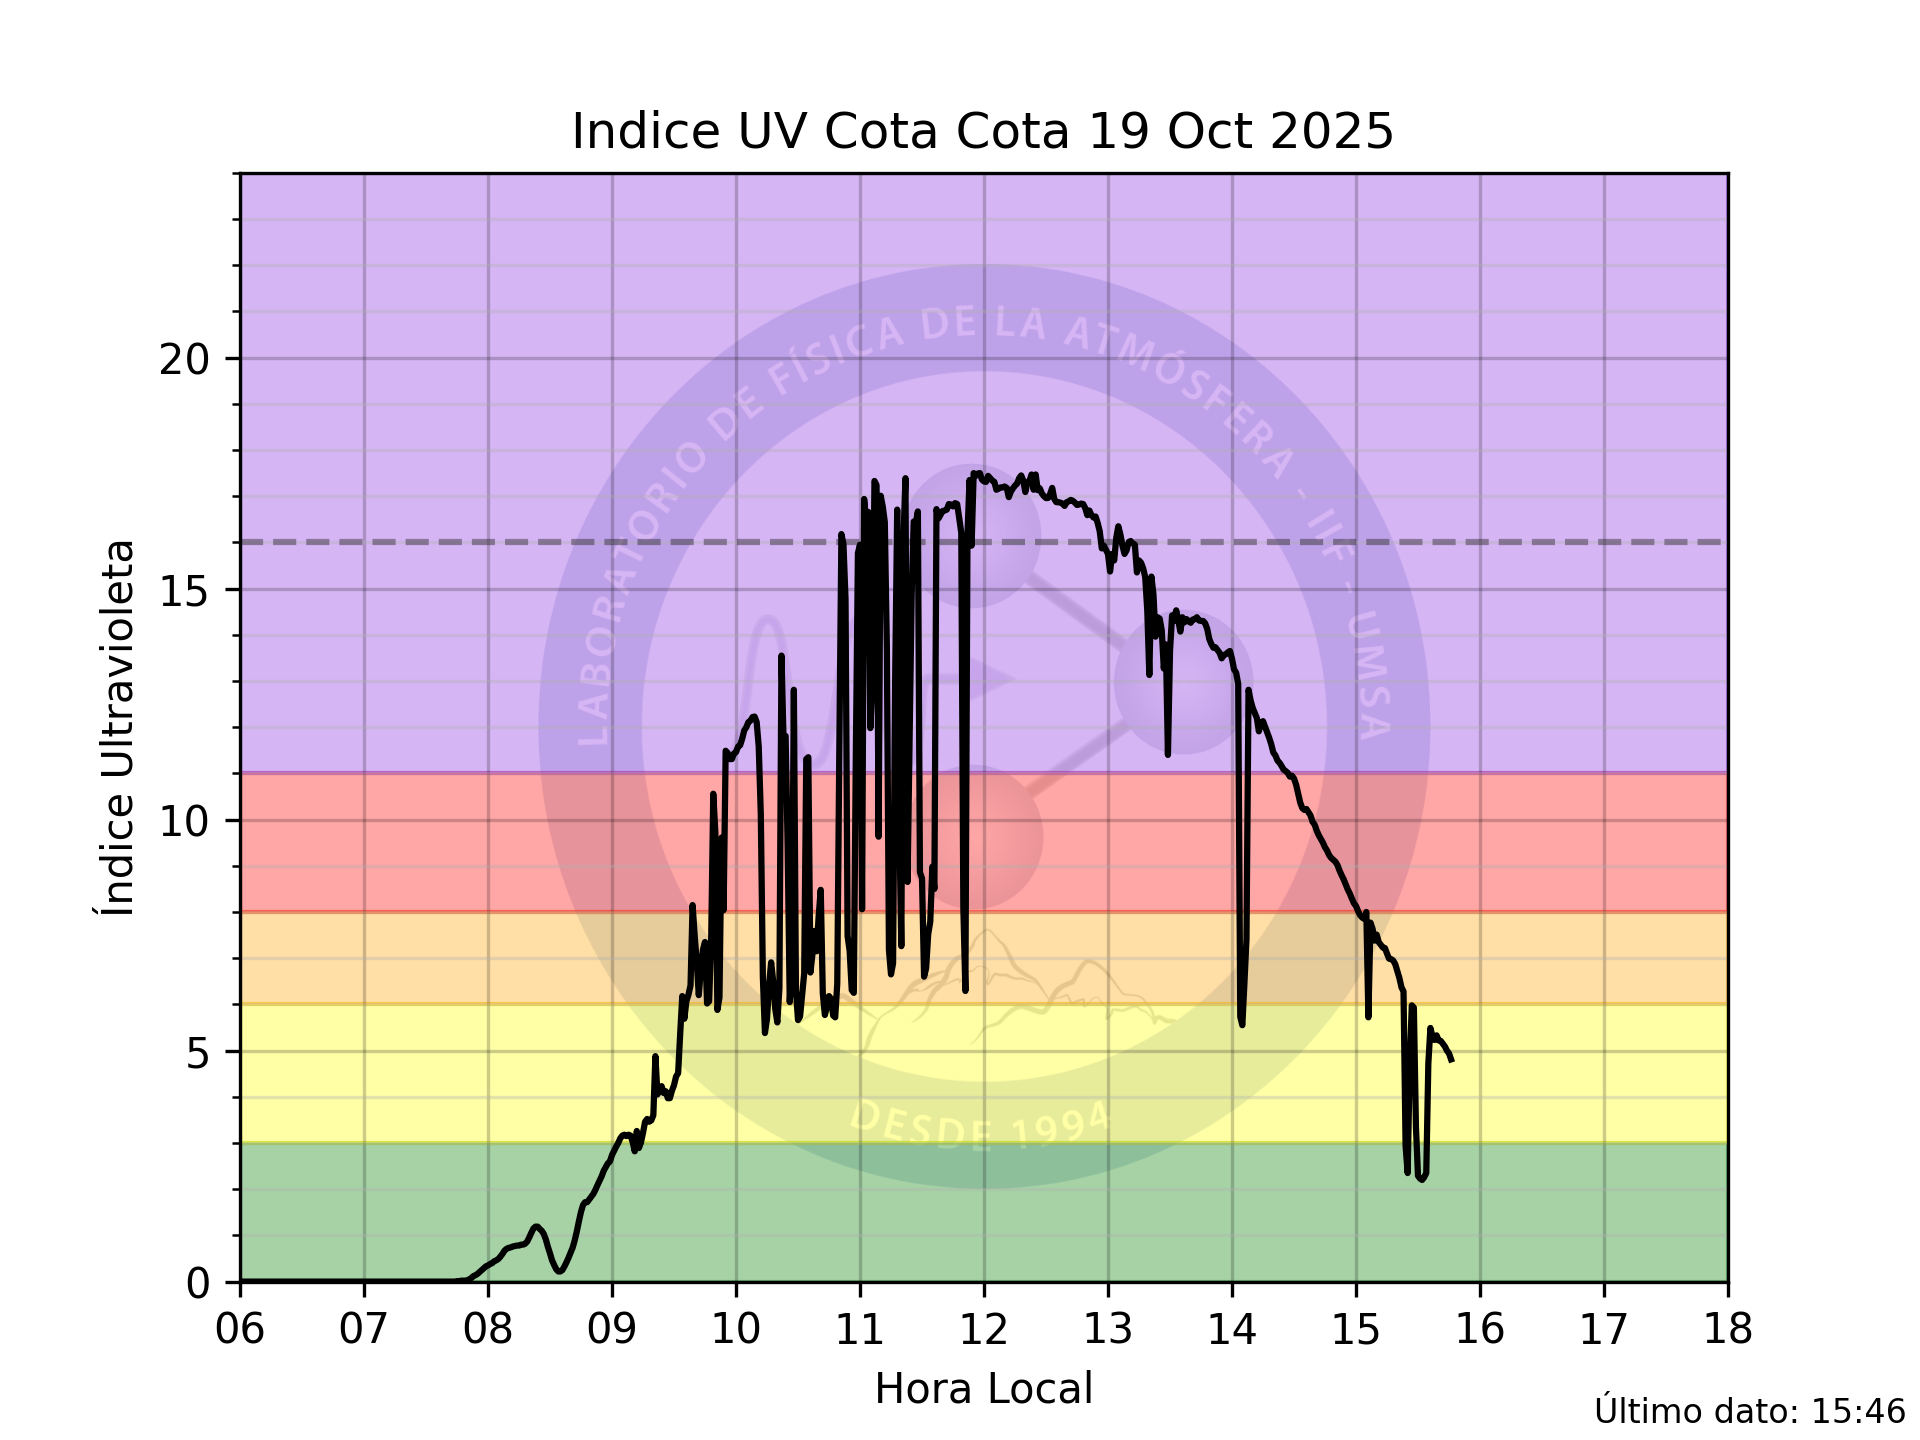 Indice UV Cota Cota 19 Oct 2025
20
15
10
5
0
Índice Ultravioleta
LABORATORIO DE FÍSICA DE LA ATMÓSFERA - IIF - UMSA
DESDE 1994
06 07 08 09 10 11 12 13 14 15 16 17 18
Hora Local
Último dato: 15:46